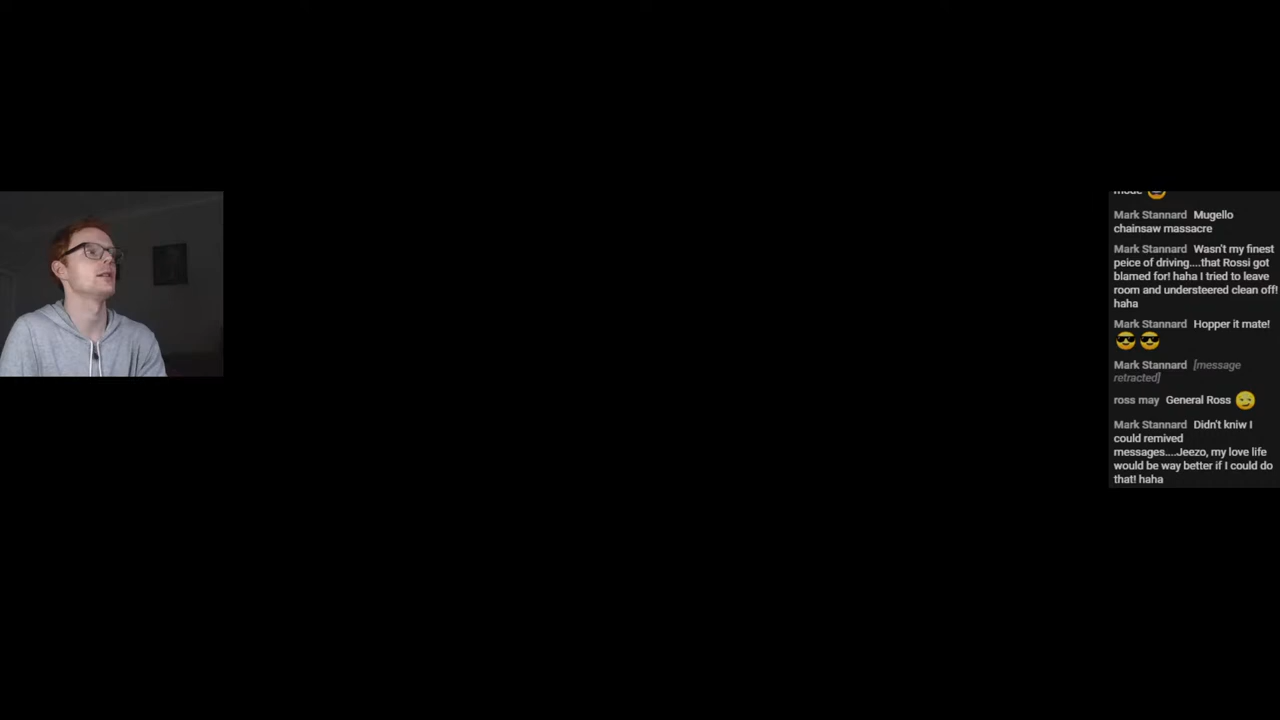 mode
Mark Stannard Mugello
chainsaw massacre
Mark Stannard Wasn't my finest
peice of driving....that Rossi got
blamed for! haha I tried to leave
room and understeered clean off!
haha
Mark Stannard Hopper it mate!
😎😎
Mark Stannard [message
retracted]
ross may General Ross
Mark Stannard Didn't kniw I
could remived
messages....Jeezo, my love life
would be way better if I could do
that! haha